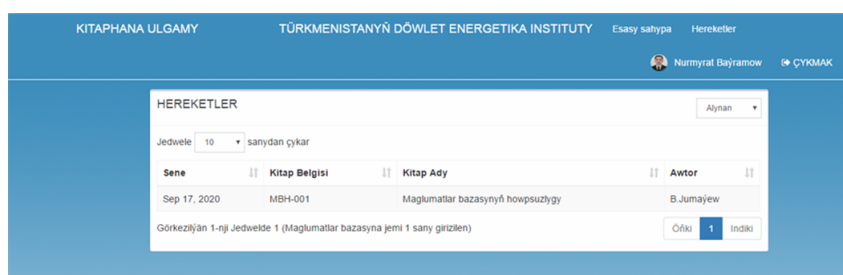 KITAPHANA ULGAMY TÜRKMENISTANYŇ DÖWLET ENERGETIKA INSTITUTY Esasy sahypa Hereketler
Nurmyrat Baýramow ÇYKMAK
HEREKETLER Alynan
Jedwele 10 sanydan çykar
Sene Kitap Belgisi Kitap Ady Awtor
Sep 17, 2020 MBH-001 Maglumatlar bazasynyň howpsuzlygy B.Jumaýew
Görkezilýän 1-nji Jedwelde 1 (Maglumatlar bazasyna jemi 1 sany girizilen) Öňki 1 Indiki